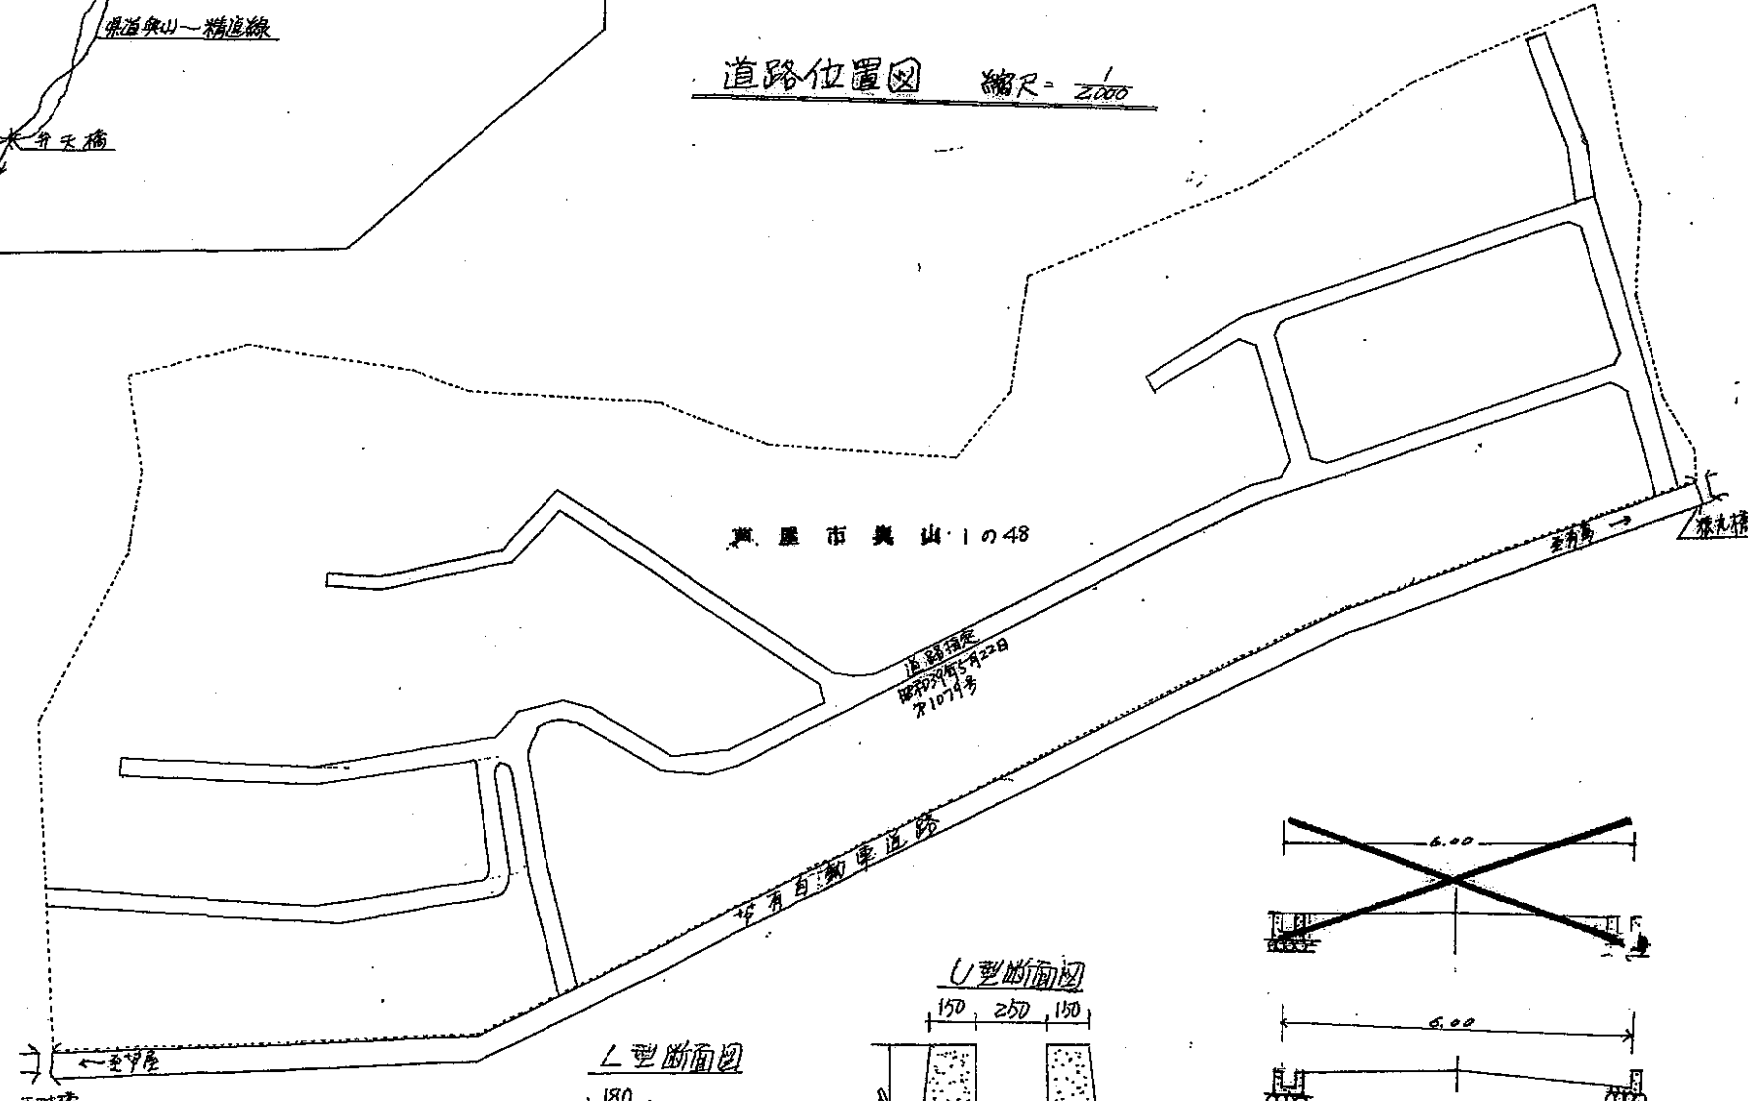 県道奥山〜精道線
弁天橋
道路位置図 縮尺= 1/2000
芦屋市奥山1の48
猿丸橋
至有馬→
道路指定
昭和39年5月22日
第1079号
芦有自動車道路
6.00
U型断面図
150 250 150
6.00
←至芦屋
L型断面図
180